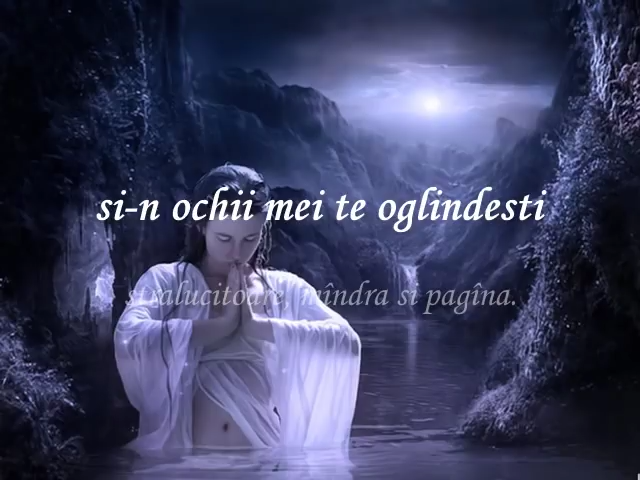 si-n ochii mei te oglindesti
stralucitoare, mîndra si pagîna.